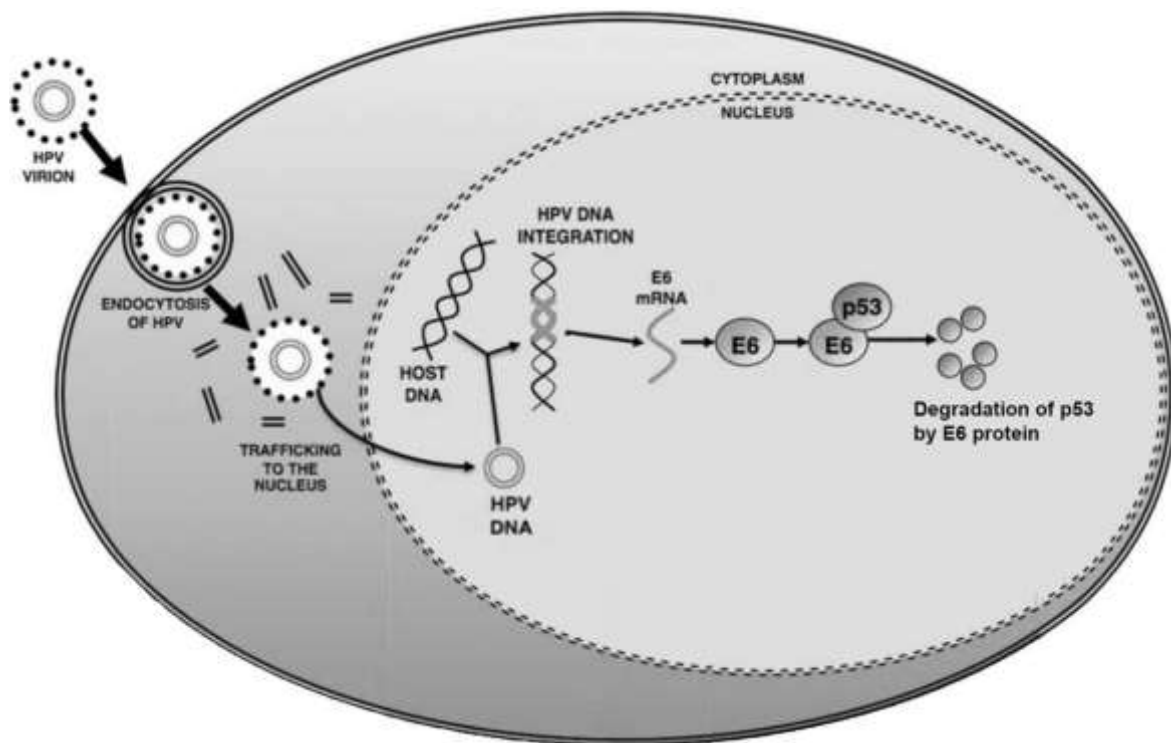 CYTOPLASM
NUCLEUS
HPV
VIRION
HPV DNA
INTEGRATION
E6
mRNA
p53
E6
E6
ENDOCYTOSIS
OF HPV
HOST
DNA
Degradation of p53
by E6 protein
TRAFFICKING
TO THE
NUCLEUS
HPV
DNA